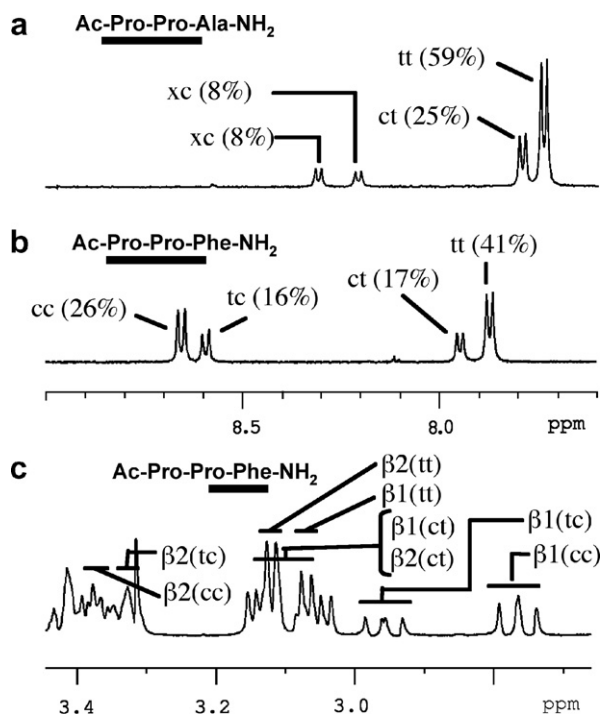 a
Ac-Pro-Pro-Ala-NH2
tt (59%)
xc (8%)
ct (25%)
xc (8%)
b
Ac-Pro-Pro-Phe-NH2
tt (41%)
cc (26%)
tc (16%)
ct (17%)
8.5 8.0 ppm
c
Ac-Pro-Pro-Phe-NH2
β2(tt)
β1(tt)
β1(ct)
β2(ct)
β1(tc)
β2(tc)
β2(cc)
β1(cc)
3.4 3.2 3.0 ppm